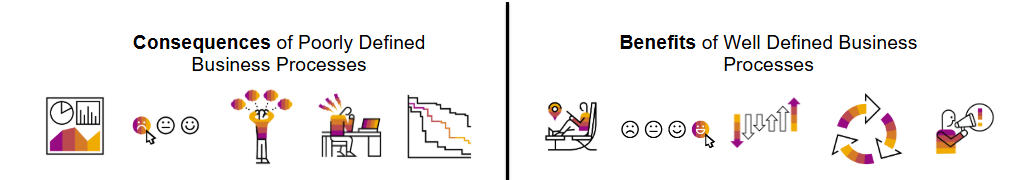 Consequences of Poorly Defined
Business Processes
Benefits of Well Defined Business
Processes